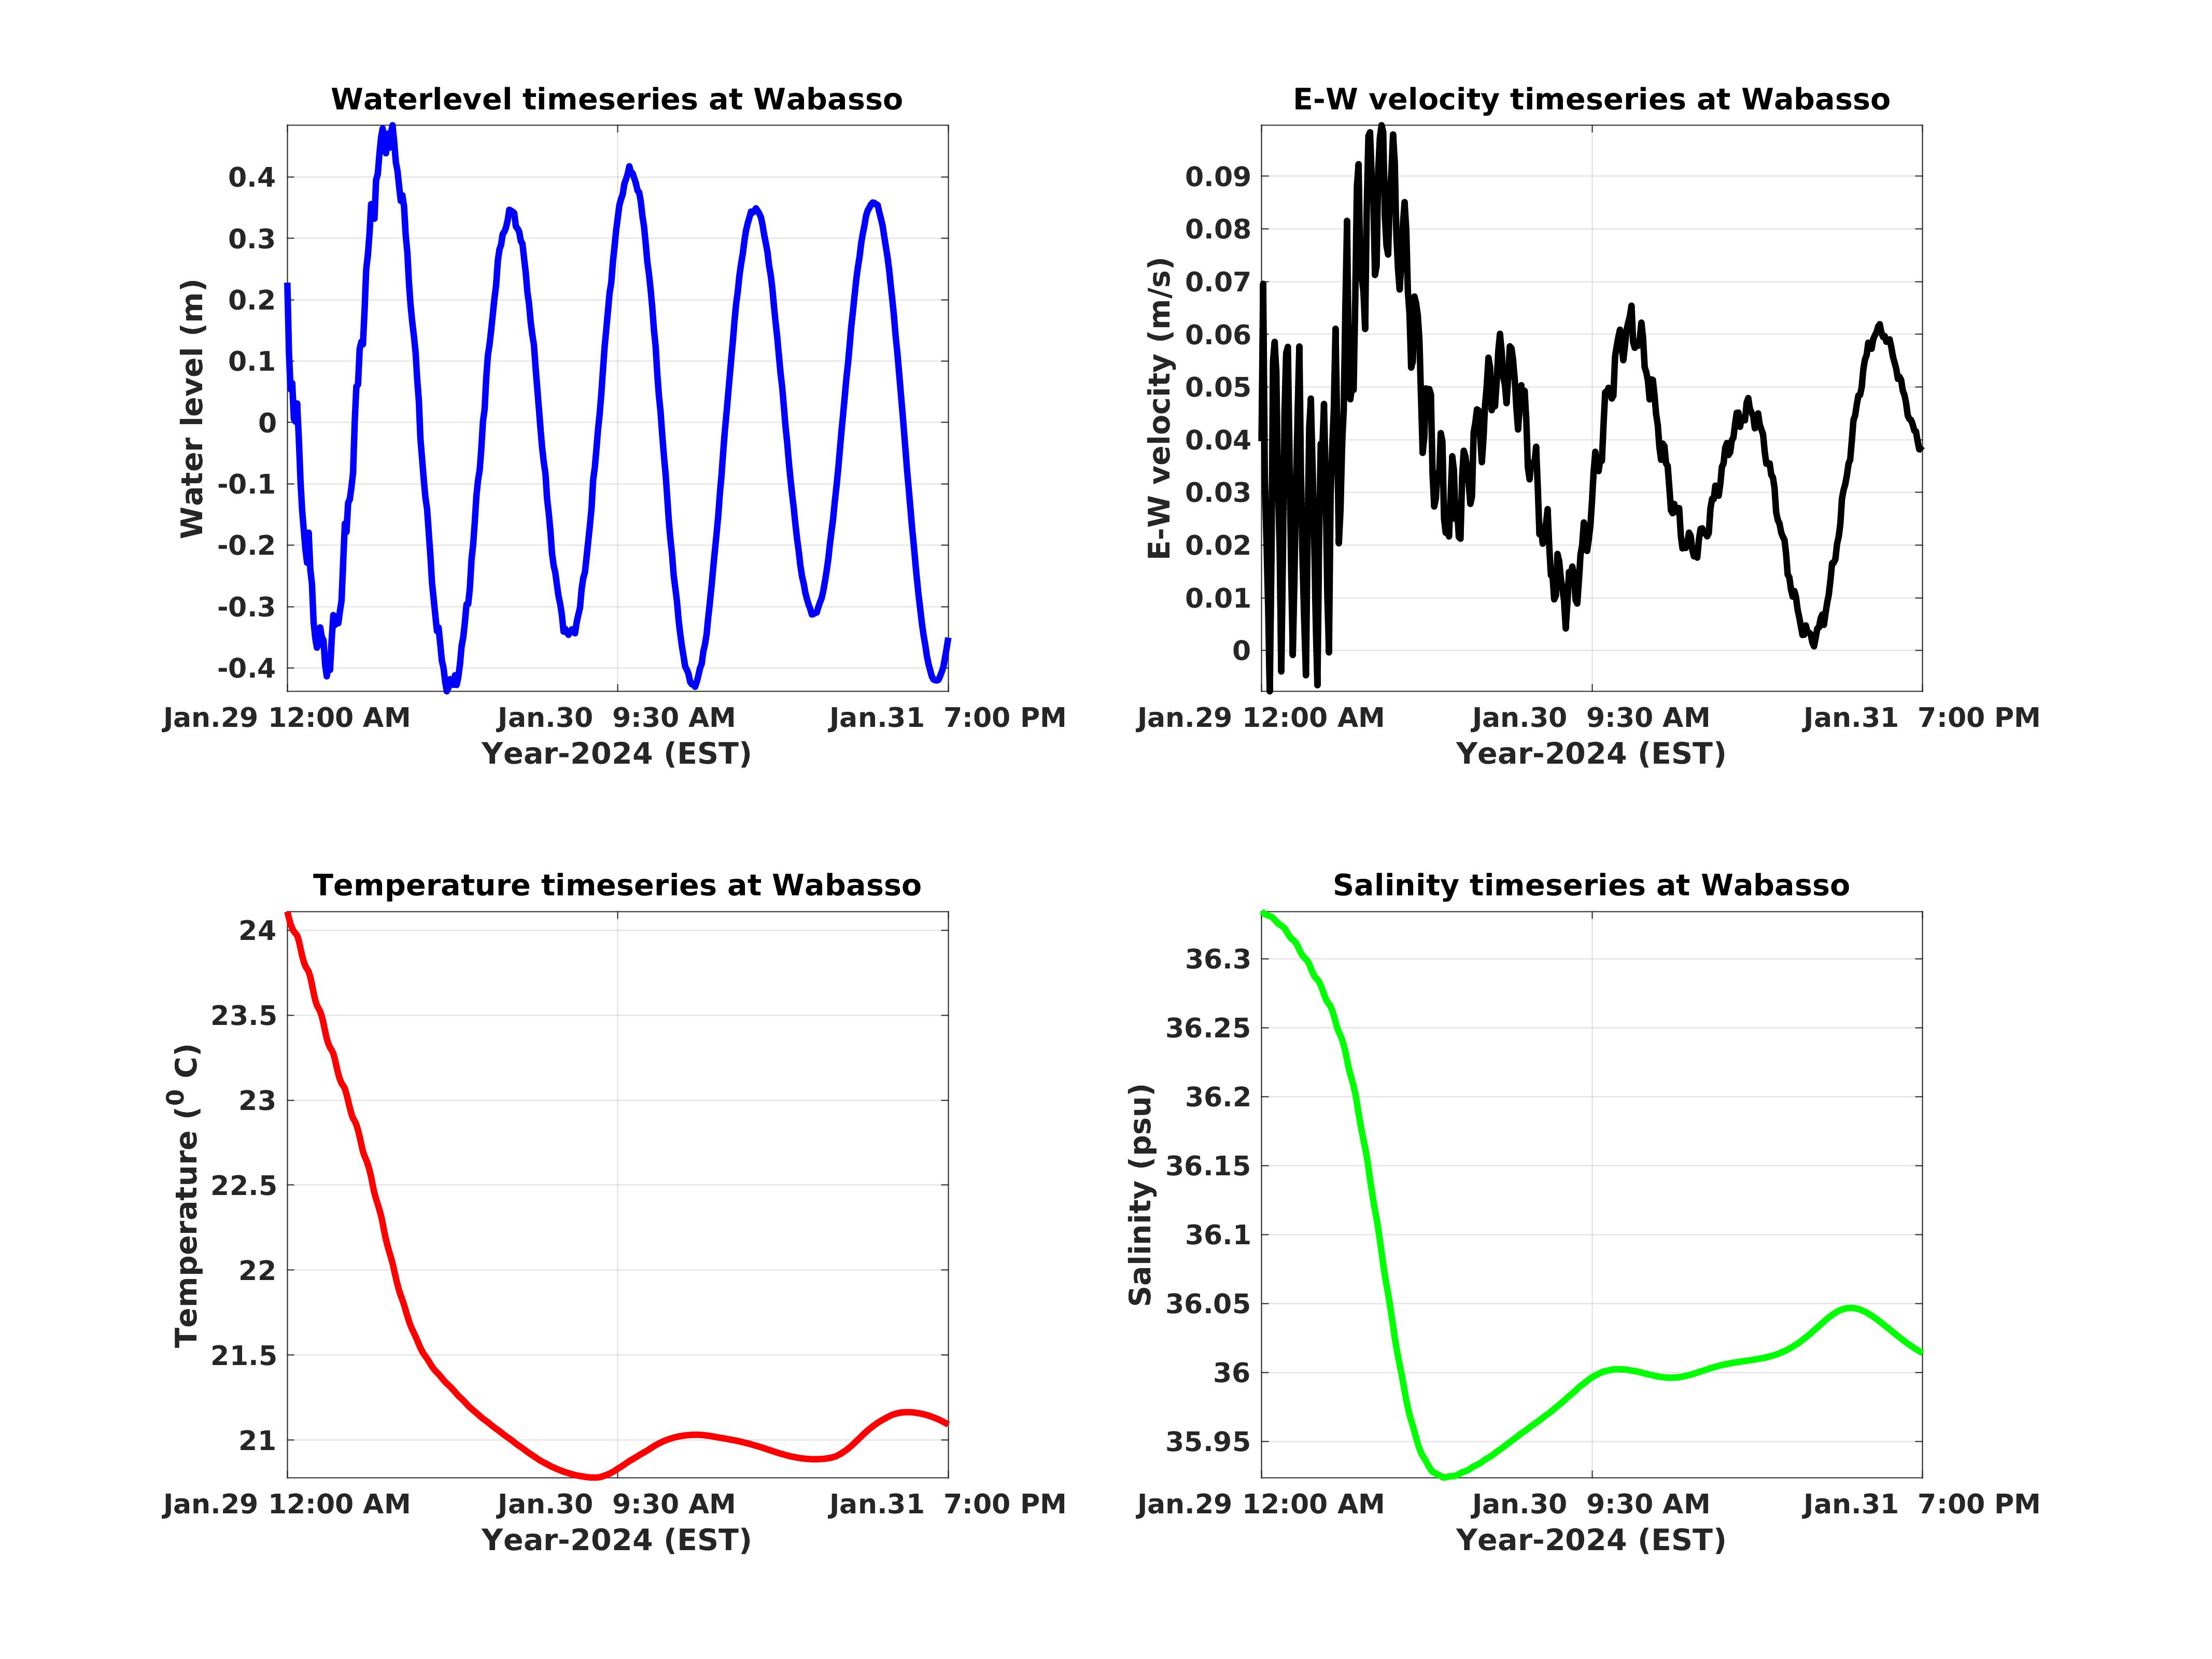 Waterlevel timeseries at Wabasso
Water level (m)
0.4
0.3
0.2
0.1
0
-0.1
-0.2
-0.3
-0.4
Jan.29 12:00 AM
Jan.30  9:30 AM
Jan.31  7:00 PM
Year-2024 (EST)
E-W velocity timeseries at Wabasso
E-W velocity (m/s)
0.09
0.08
0.07
0.06
0.05
0.04
0.03
0.02
0.01
0
Jan.29 12:00 AM
Jan.30  9:30 AM
Jan.31  7:00 PM
Year-2024 (EST)
Temperature timeseries at Wabasso
Temperature (⁰ C)
24
23.5
23
22.5
22
21.5
21
Jan.29 12:00 AM
Jan.30  9:30 AM
Jan.31  7:00 PM
Year-2024 (EST)
Salinity timeseries at Wabasso
Salinity (psu)
36.3
36.25
36.2
36.15
36.1
36.05
36
35.95
Jan.29 12:00 AM
Jan.30  9:30 AM
Jan.31  7:00 PM
Year-2024 (EST)